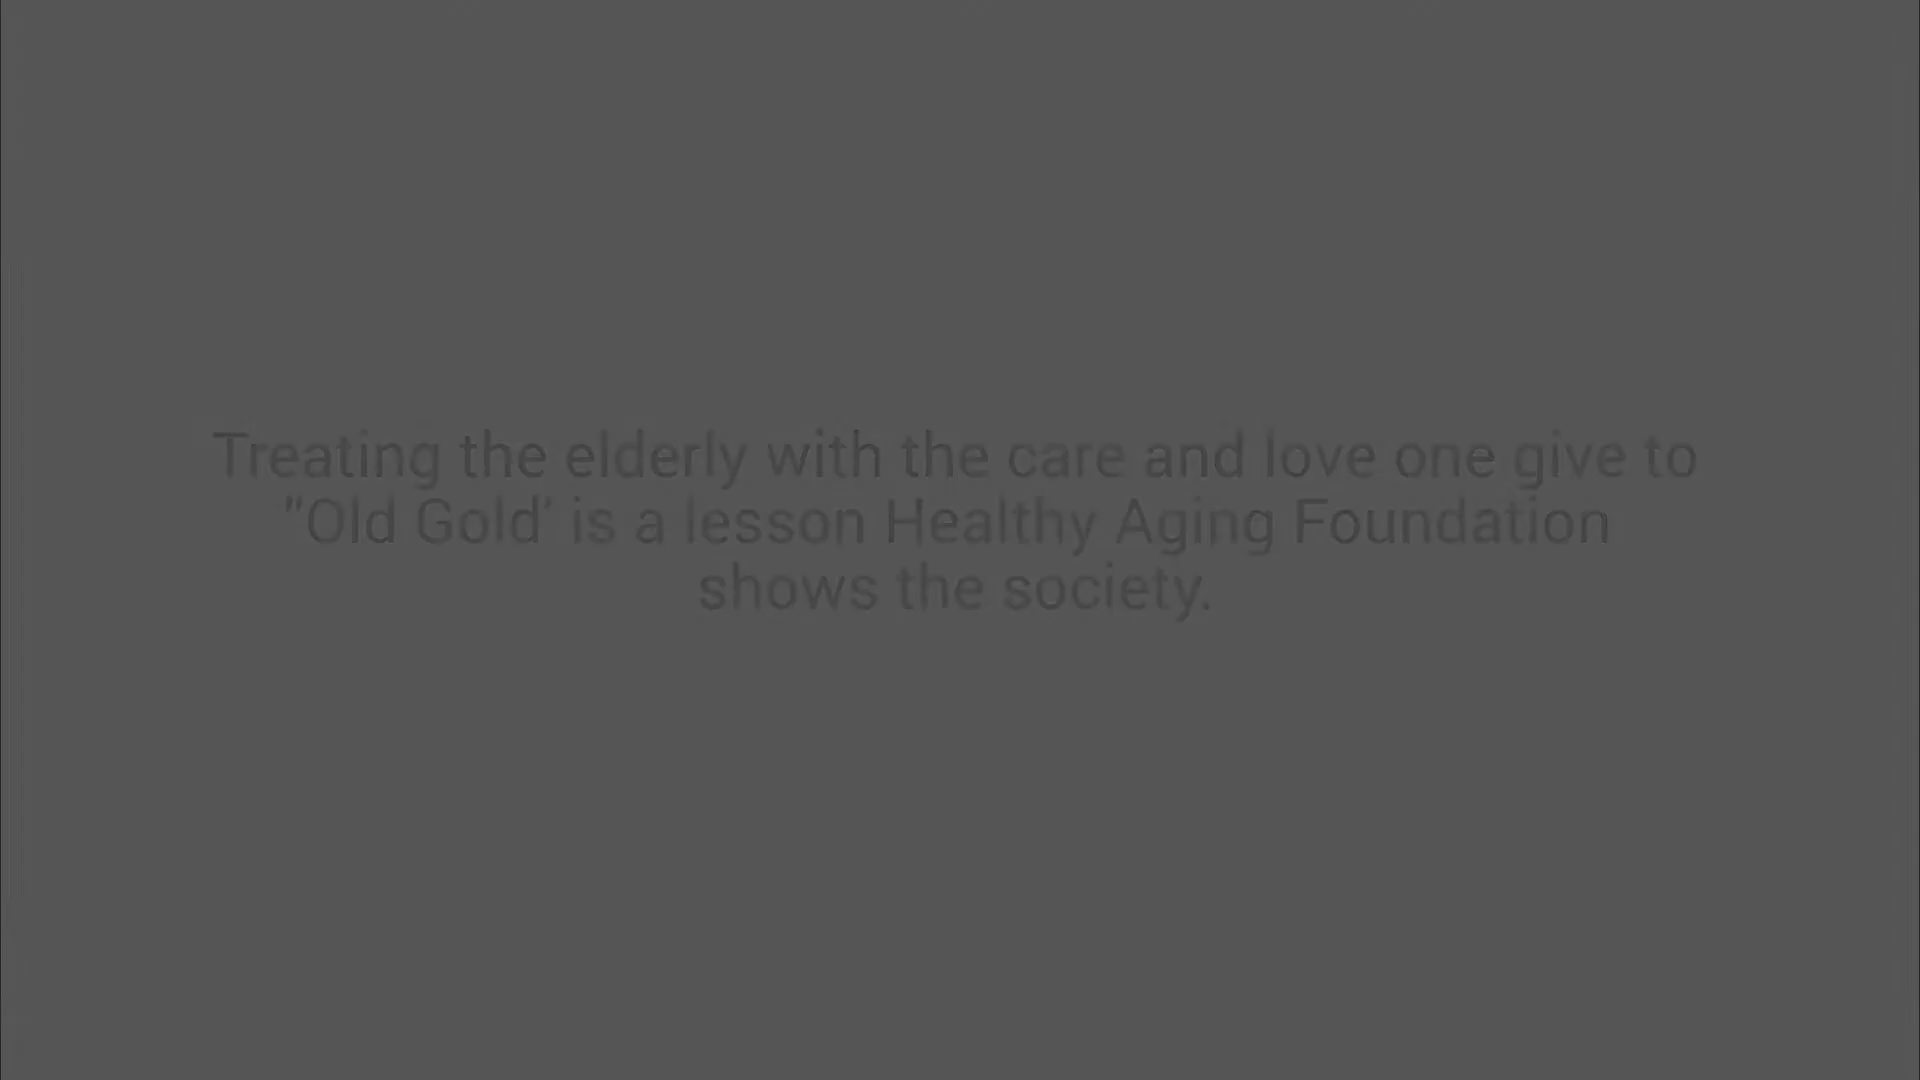 Treating the elderly with the care and love one give to
"Old Gold' is a lesson Healthy Aging Foundation
shows the society.